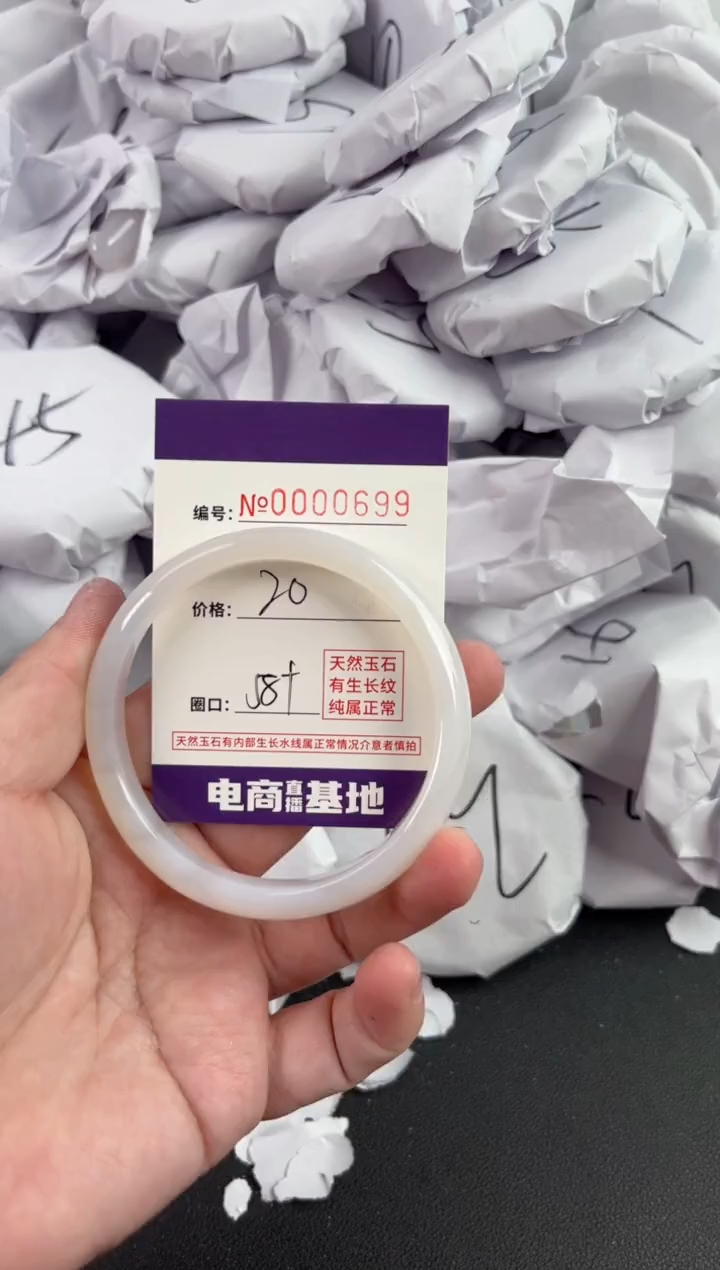 编号: №0000699
价格: 20
圈口: 58+
天然玉石
有生长纹
纯属正常
天然玉石有内部生长水线属正常情况介意者慎拍
电商直播基地